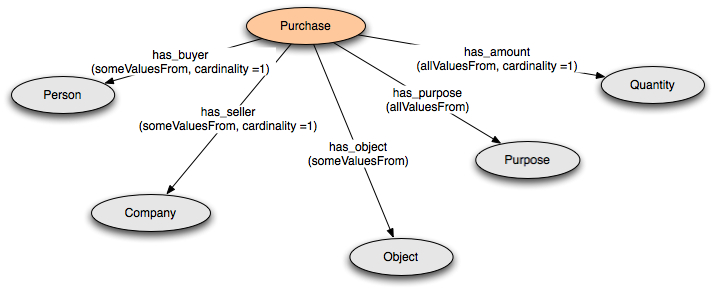 Purchase
has_buyer
(someValuesFrom, cardinality =1)
has_amount
(allValuesFrom, cardinality =1)
Person
Quantity
has_purpose
(allValuesFrom)
has_seller
(someValuesFrom, cardinality =1)
has_object
(someValuesFrom)
Purpose
Company
Object